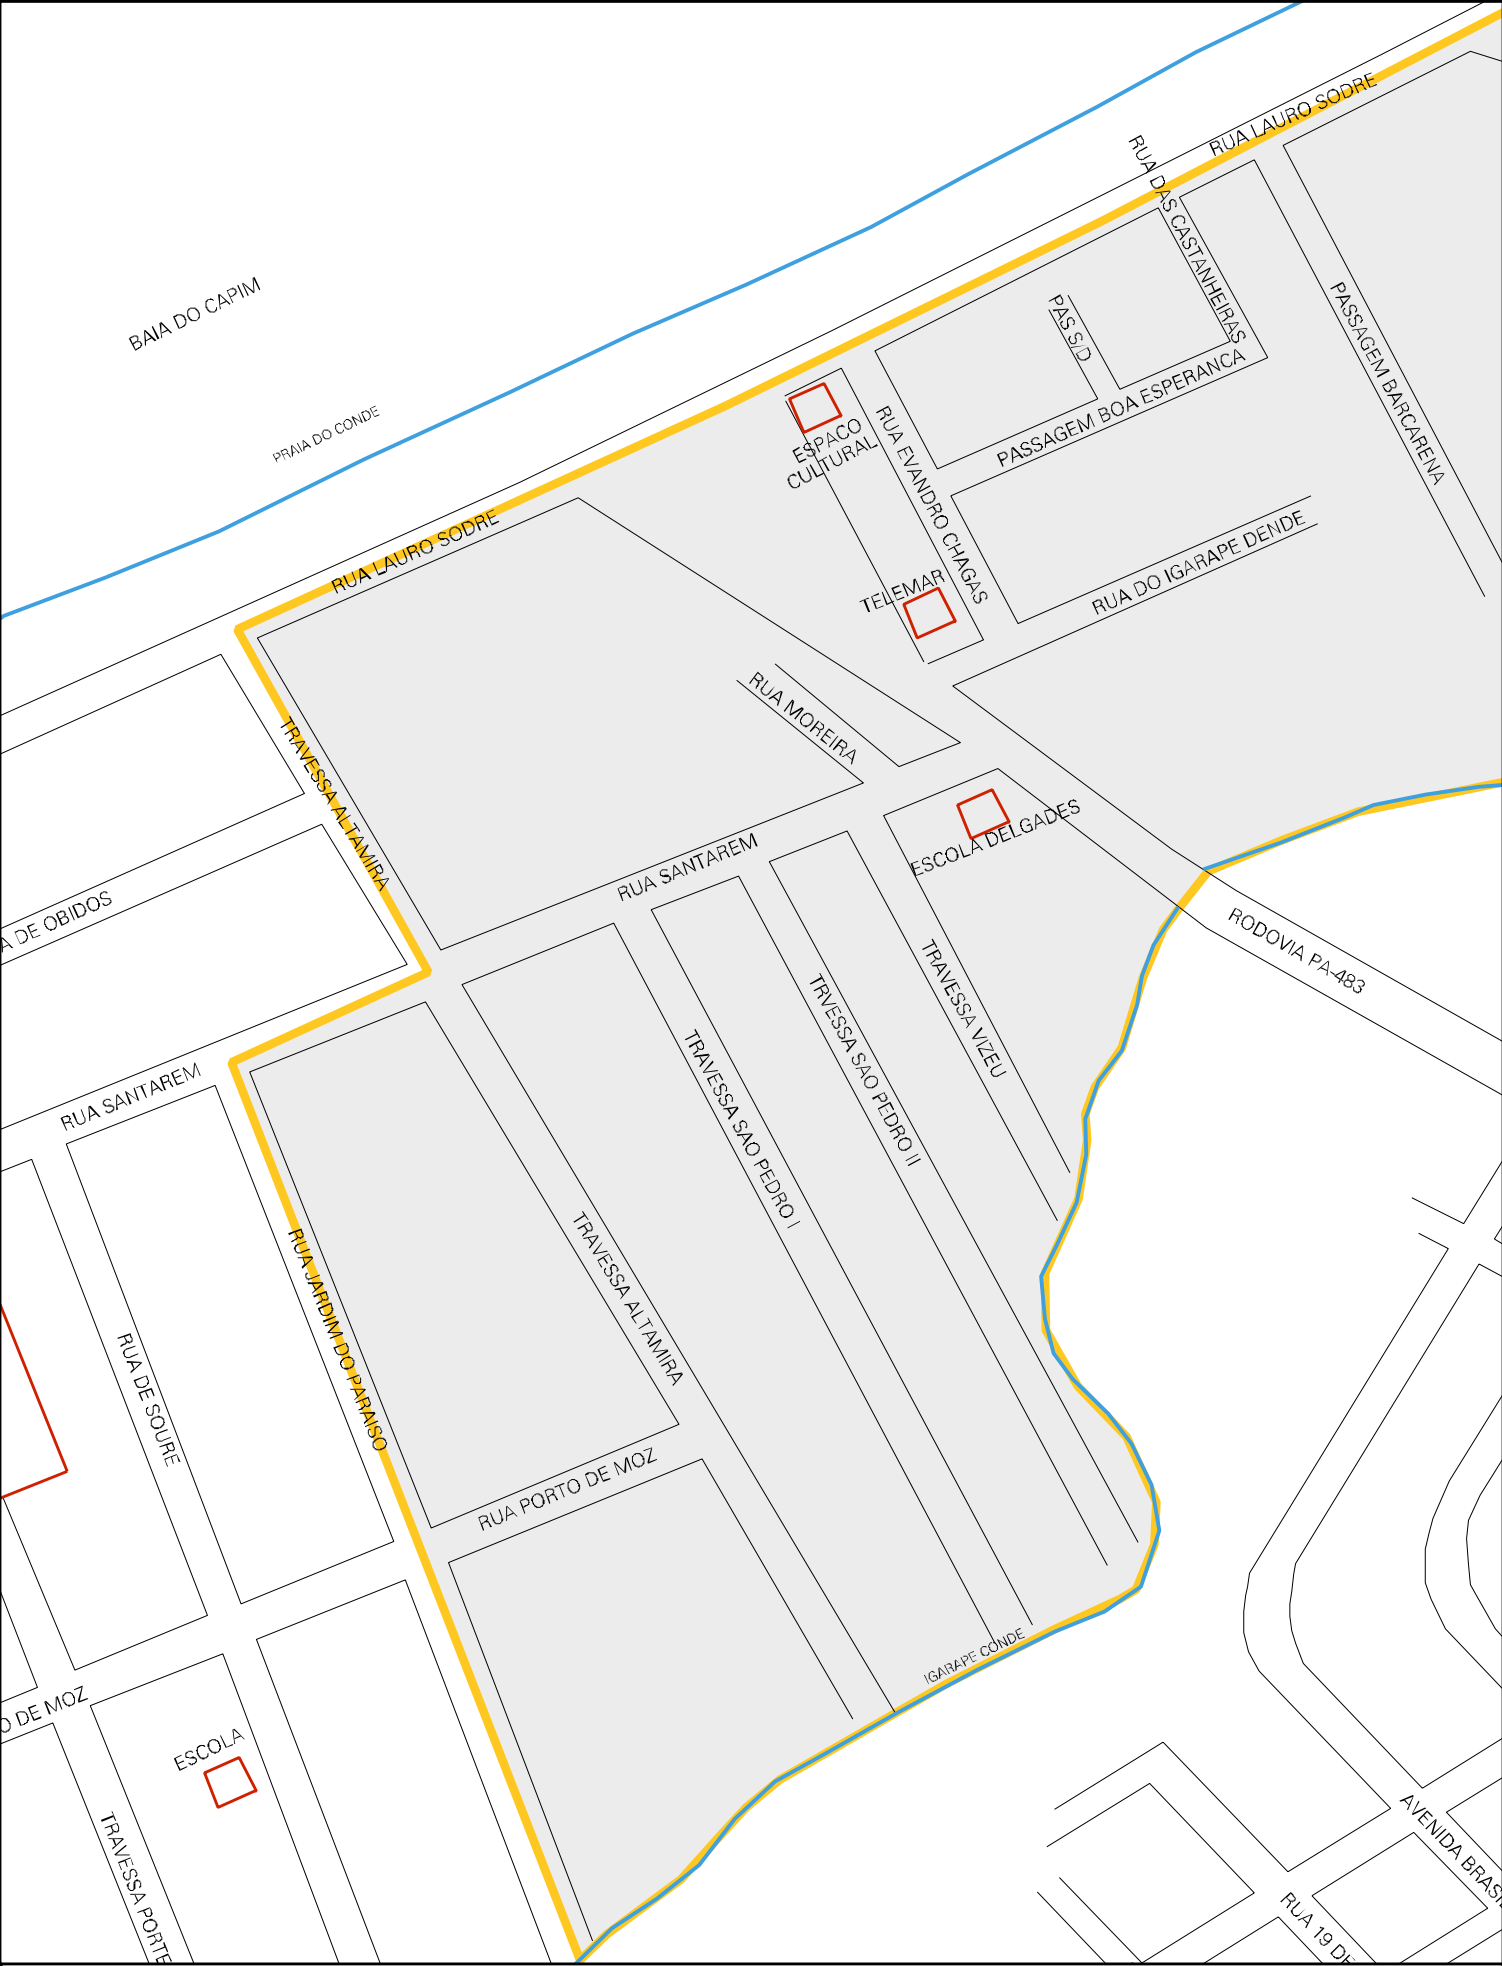 RUA LAURO SODRE
RUA DAS CASTANHEIRAS
BAIA DO CAPIM
PAS S/D
PASSAGEM BARCARENA
PASSAGEM BOA ESPERANCA
PRAIA DO CONDE
ESPACO
CULTURAL
RUA EVANDRO CHAGAS
RUA LAURO SODRE
RUA DO IGARAPE DENDE
TELEMAR
RUA MOREIRA
TRAVESSA ALTAMIRA
ESCOLA DELGADES
RUA SANTAREM
A DE OBIDOS
RODOVIA PA-483
TRAVESSA VIZEU
TRVESSA SAO PEDRO II
TRAVESSA SAO PEDRO I
RUA SANTAREM
TRAVESSA ALTAMIRA
RUA JARDIM DO PARAISO
RUA DE SOURE
RUA PORTO DE MOZ
IGARAPE CONDE
O DE MOZ
ESCOLA
TRAVESSA PORTE
AVENIDA BRASI
RUA 19 DE